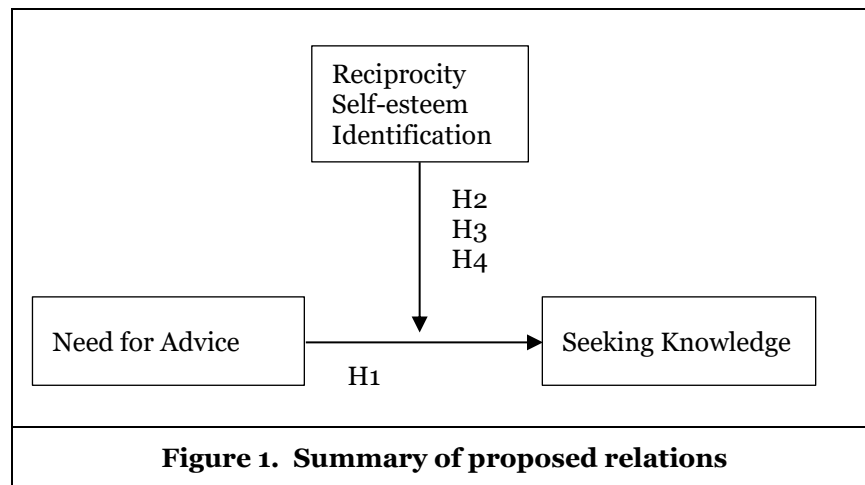 Reciprocity
Self-esteem
Identification
H2
H3
H4
Need for Advice
Seeking Knowledge
H1
Figure 1. Summary of proposed relations